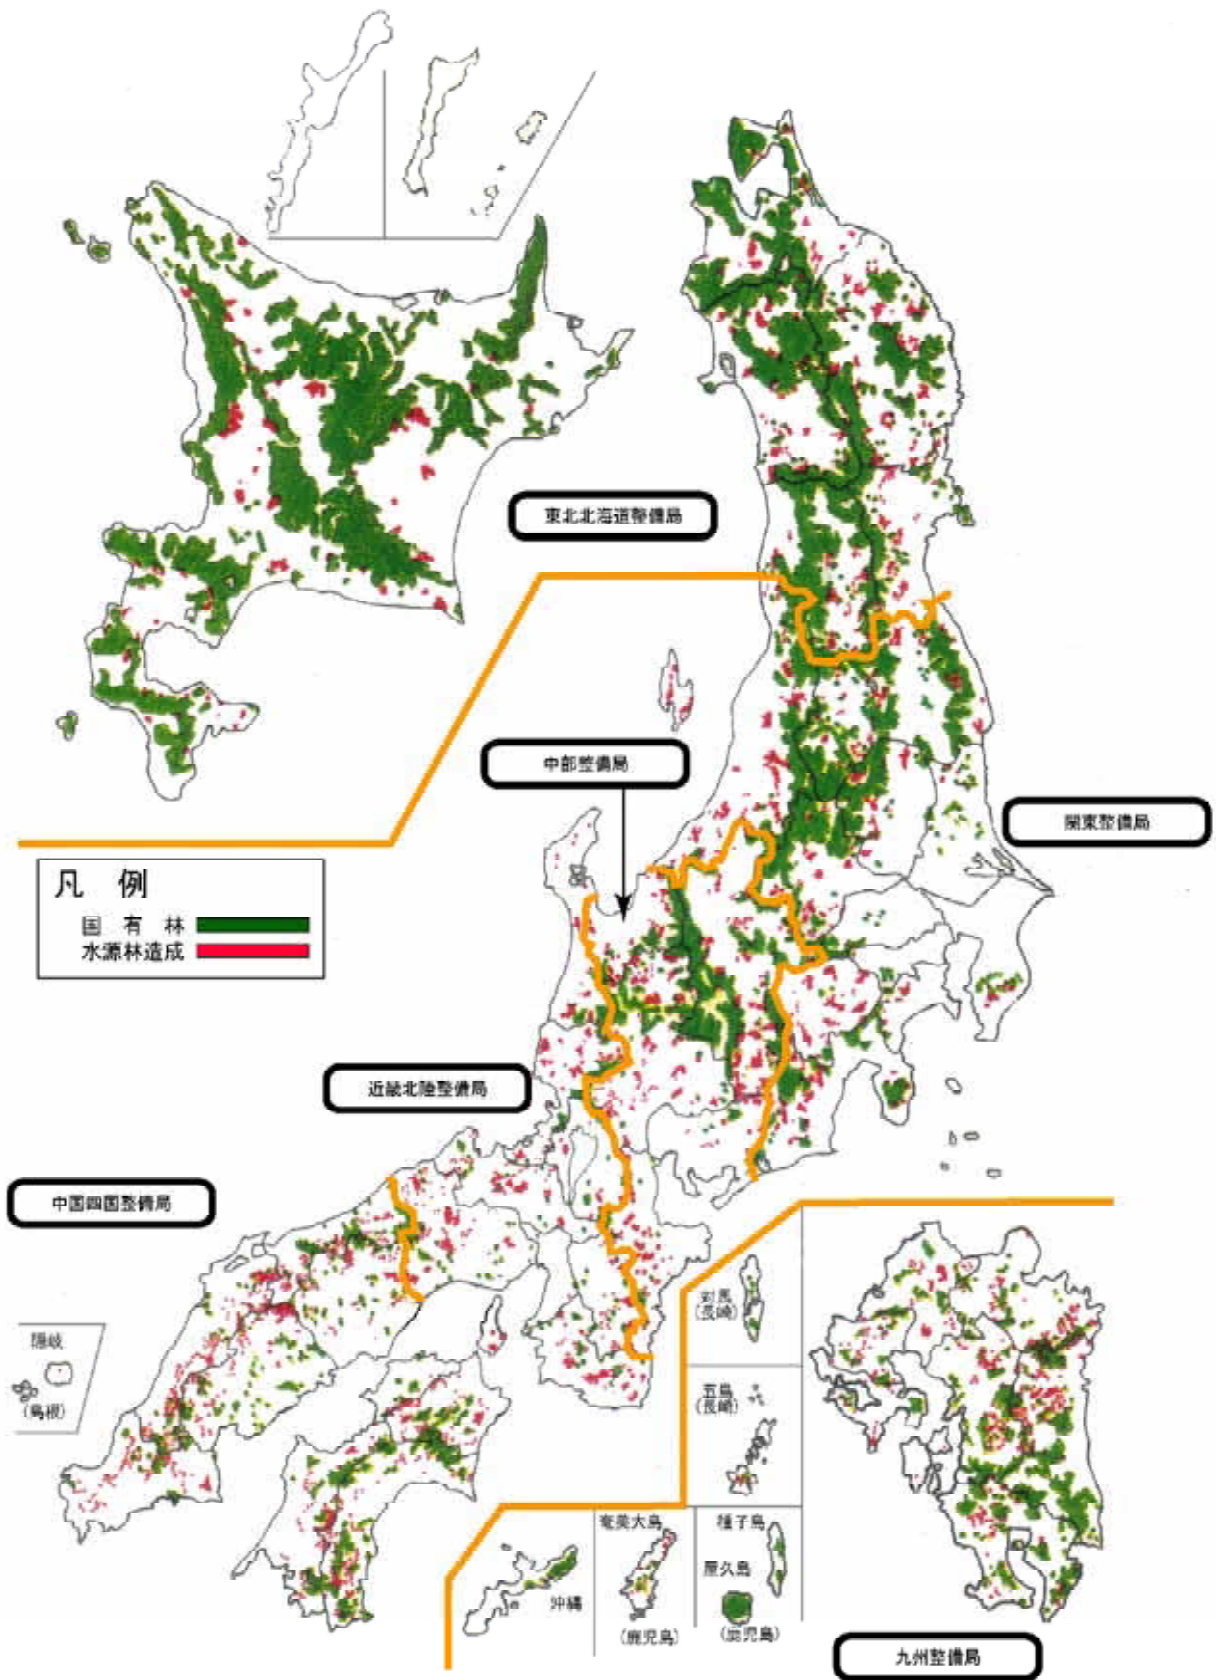 東北北海道整備局
中部整備局
関東整備局
凡 例
国 有 林
水源林造成
近畿北陸整備局
中国四国整備局
隠岐
(島根)
対馬
(長崎)
五島
(長崎)
奄美大島
(鹿児島)
種子島
屋久島
(鹿児島)
沖縄
九州整備局